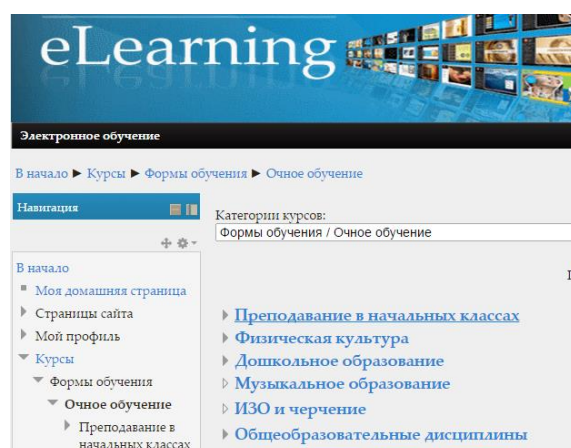 eLearning
Электронное обучение
В начало ► Курсы ► Формы обучения ► Очное обучение
Навигация
Категории курсов:
Формы обучения / Очное обучение
В начало
Моя домашняя страница
Страницы сайта
Мой профиль
Курсы
Формы обучения
Очное обучение
Преподавание в
начальных классах
Преподавание в начальных классах
Физическая культура
Дошкольное образование
Музыкальное образование
ИЗО и черчение
Общеобразовательные дисциплины